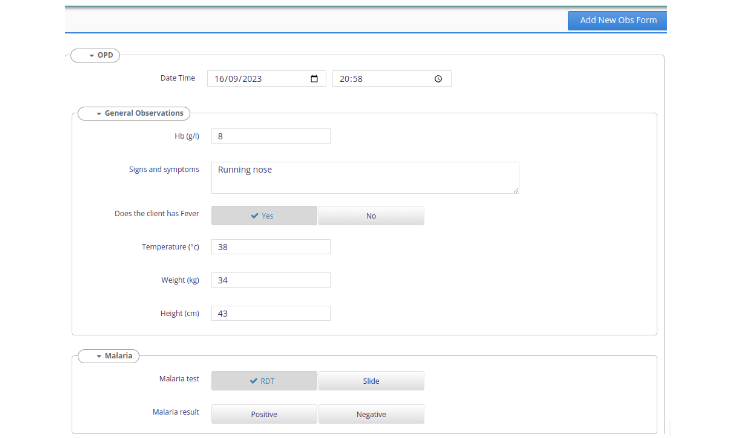 Add New Obs Form
OPD
Date Time 16/09/2023 20:58
General Observations
Hb (g/l) 8
Signs and symptoms Running nose
Does the client has Fever Yes No
Temperature (°c) 38
Weight (kg) 34
Height (cm) 43
Malaria
Malaria test RDT Slide
Malaria result Positive Negative